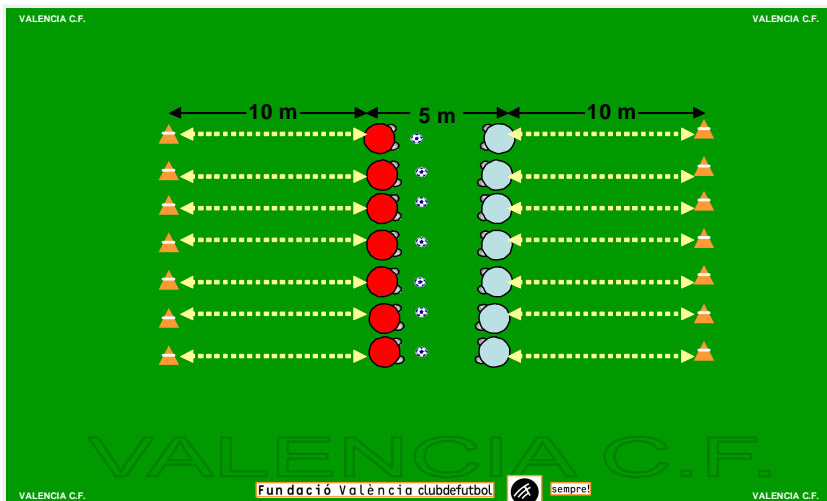 VALENCIA C.F. VALENCIA C.F.
10 m 5 m 10 m
VALENCIA C.F.
Fundació València clubdefutbol sempre!
VALENCIA C.F. VALENCIA C.F.